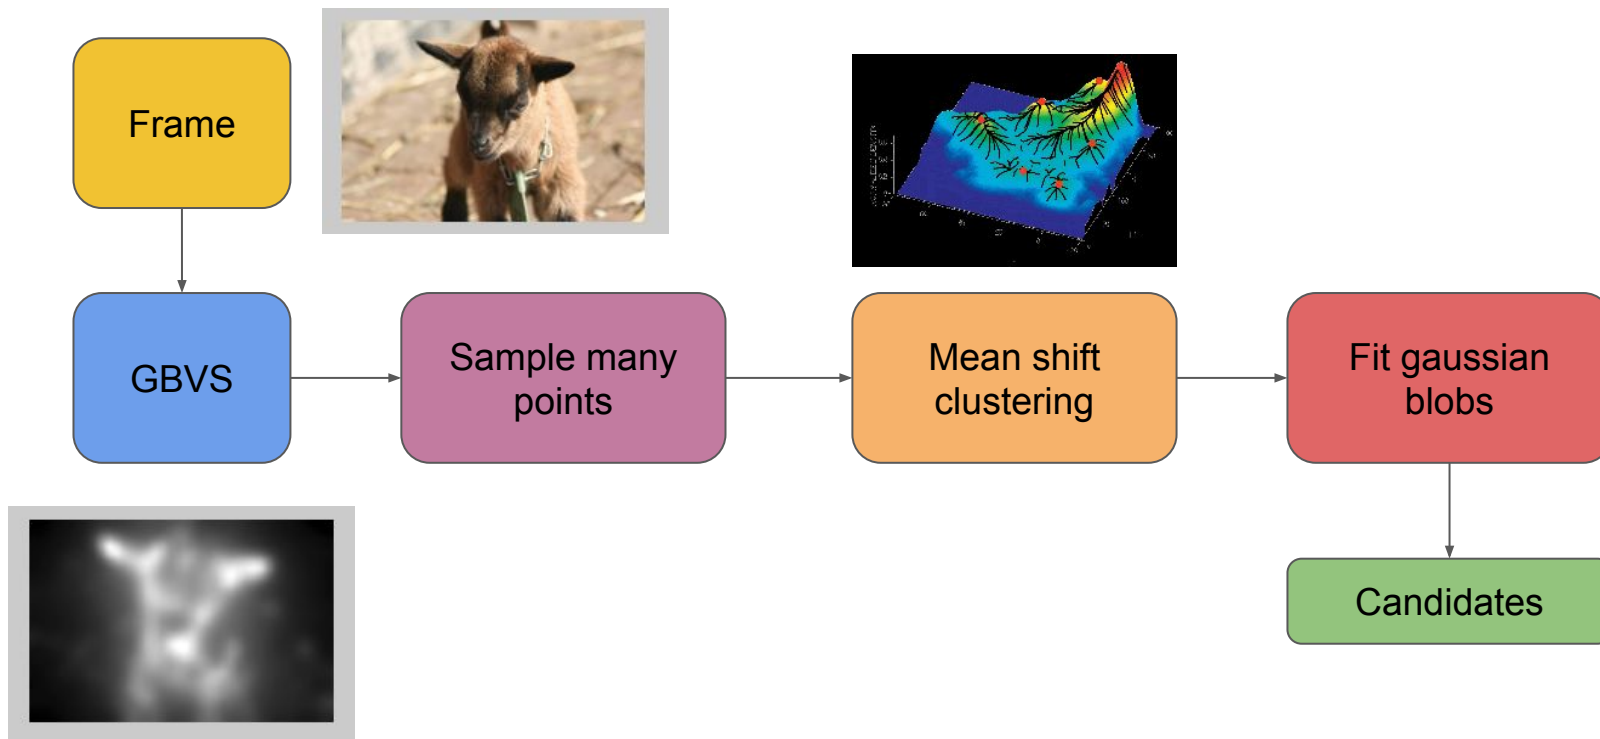 Frame
GBVS
Sample many
points
Mean shift
clustering
Fit gaussian
blobs
Candidates